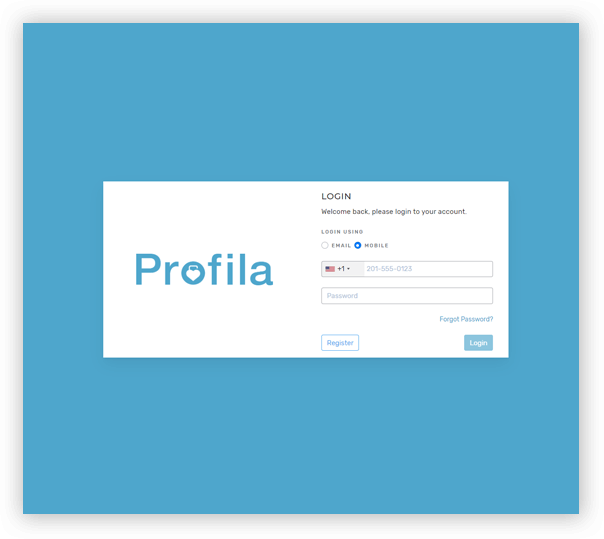 Profila
LOGIN
Welcome back, please login to your account.
LOGIN USING
EMAIL MOBILE
+1 201-555-0123
Password
Forgot Password?
Register Login